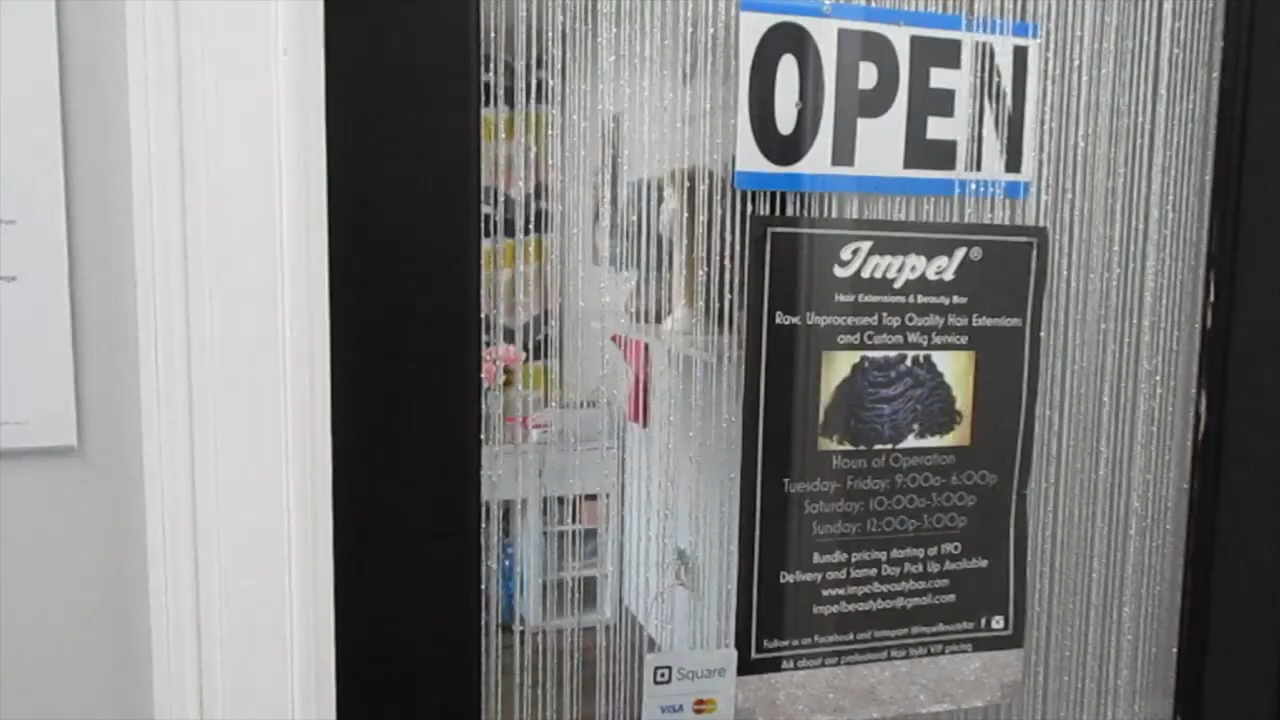 OPEN
Impel®
Hair Extensions & Beauty Bar
Raw, Unprocessed Top Quality Hair Extensions
and Custom Wig Service
Hours of Operation
Tuesday- Friday: 9:00a- 6:00p
Saturday: 10:00a-3:00p
Sunday: 12:00p-3:00p
Bundle pricing starting at 190
Delivery and Same Day Pick Up Available
www.impelbeautybar.com
impelbeautybar@gmail.com
Follow us on Facebook and Instagram @ImpelBeautyBar f
Ask about our professional Hair Stylist VIP pricing
Square
VISA MasterCard